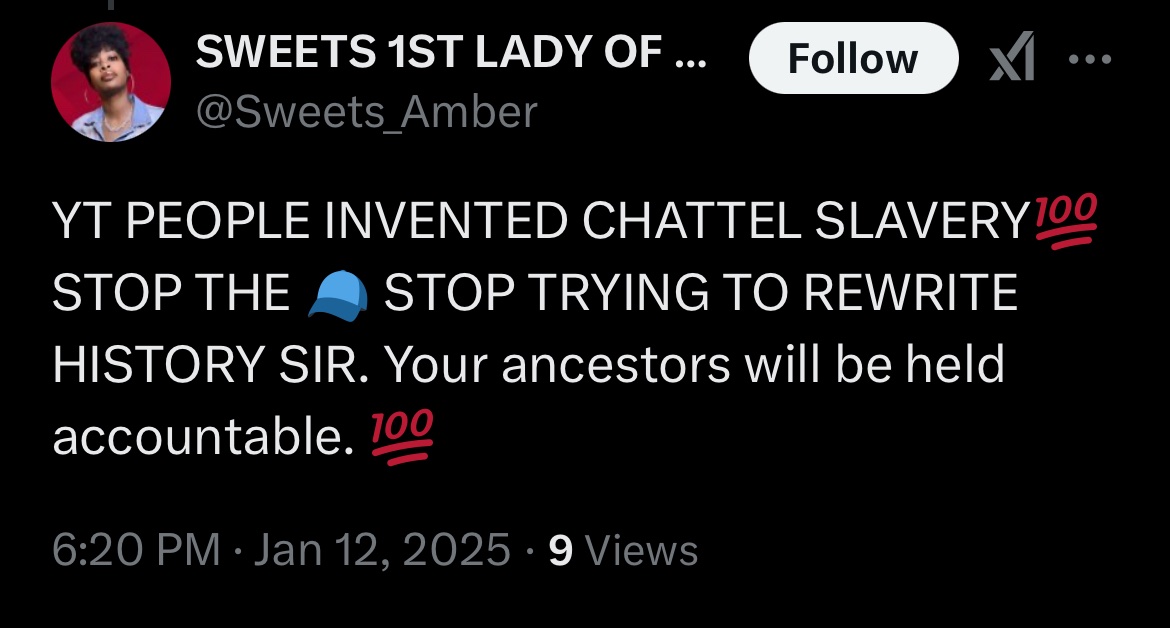 SWEETS 1ST LADY OF ...
Follow
@Sweets_Amber
YT PEOPLE INVENTED CHATTEL SLAVERY💯
STOP THE 🧢 STOP TRYING TO REWRITE
HISTORY SIR. Your ancestors will be held
accountable. 💯
6:20 PM · Jan 12, 2025 · 9 Views